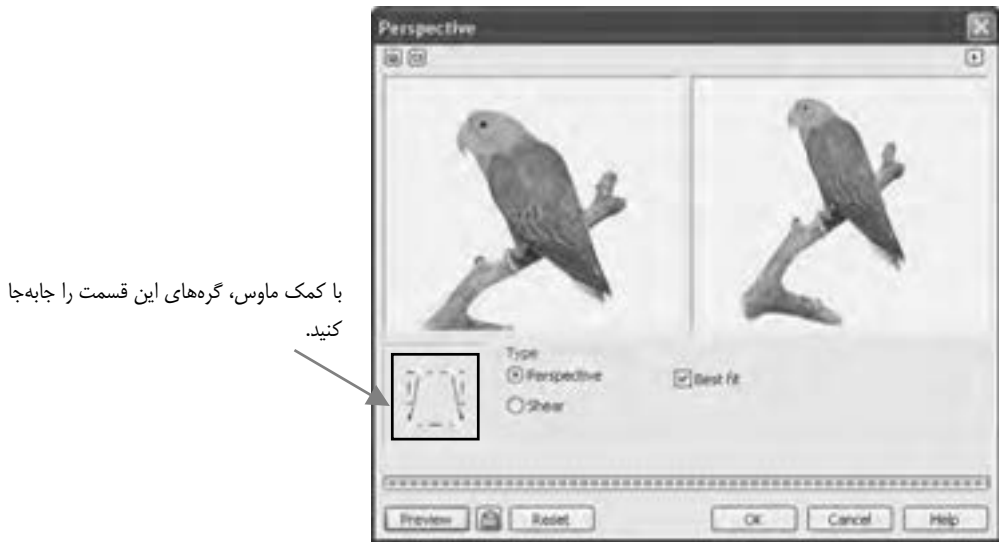 Perspective
با کمک ماوس، گره‌های این قسمت را جابه‌جا
کنید.
Type
Perspective
Best fit
Shear
Preview
Reset
OK
Cancel
Help